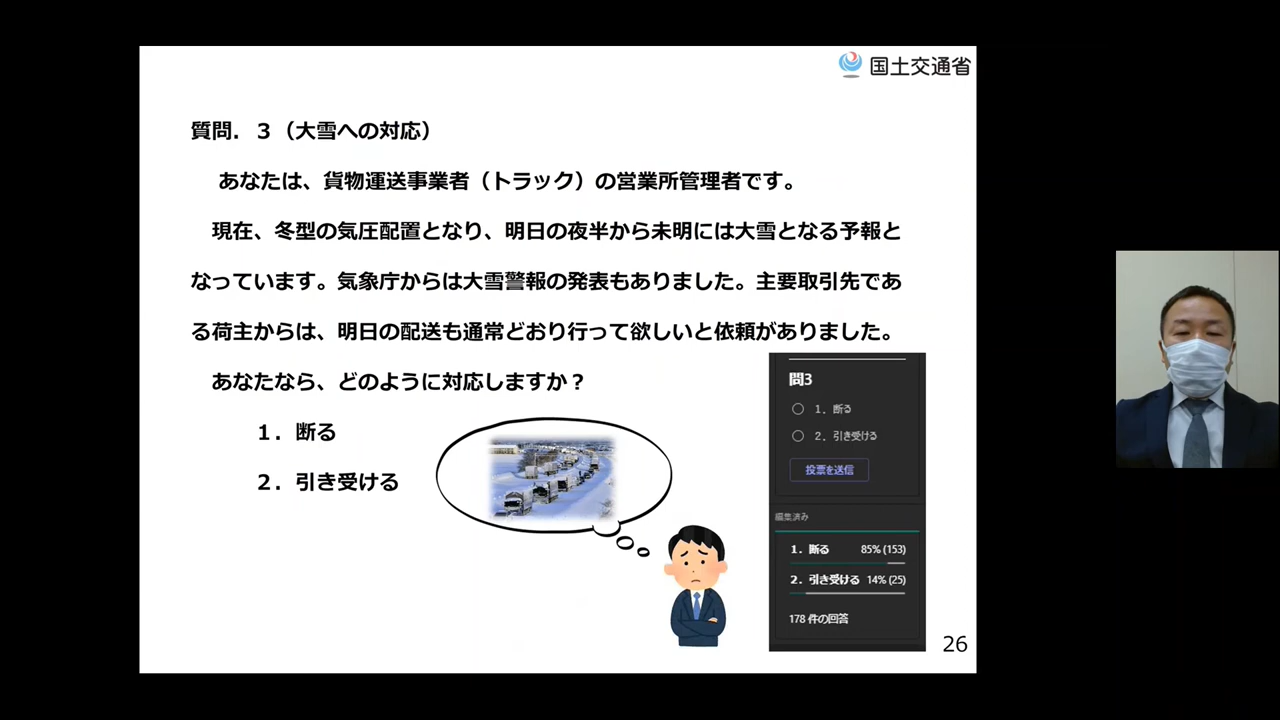 国土交通省
質問．３（大雪への対応）
あなたは、貨物運送事業者（トラック）の営業所管理者です。
現在、冬型の気圧配置となり、明日の夜半から未明には大雪となる予報と
なっています。気象庁からは大雪警報の発表もありました。主要取引先であ
る荷主からは、明日の配送も通常どおり行って欲しいと依頼がありました。
あなたなら、どのように対応しますか？
１．断る
２．引き受ける
問3
1．断る
2．引き受ける
投票を送信
編集済み
1．断る 85% (153)
2．引き受ける 14% (25)
178 件の回答
26